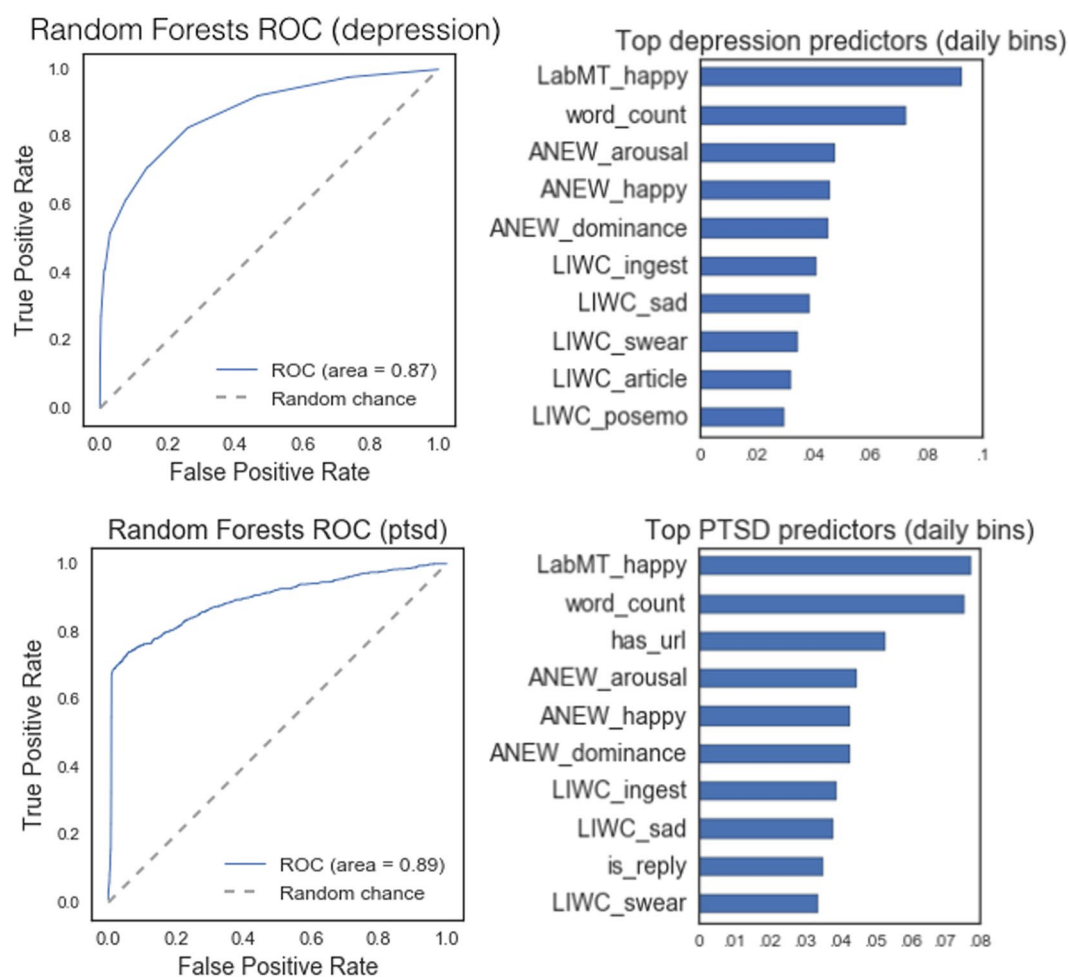 Random Forests ROC (depression)
1.0
0.8
0.6
0.4
0.2
0.0
True Positive Rate
ROC (area = 0.87)
Random chance
0.0 0.2 0.4 0.6 0.8 1.0
False Positive Rate
Top depression predictors (daily bins)
LabMT_happy
word_count
ANEW_arousal
ANEW_happy
ANEW_dominance
LIWC_ingest
LIWC_sad
LIWC_swear
LIWC_article
LIWC_posemo
0 .02 .04 .06 .08 .1
Random Forests ROC (ptsd)
1.0
0.8
0.6
0.4
0.2
0.0
True Positive Rate
ROC (area = 0.89)
Random chance
0.0 0.2 0.4 0.6 0.8 1.0
False Positive Rate
Top PTSD predictors (daily bins)
LabMT_happy
word_count
has_url
ANEW_arousal
ANEW_happy
ANEW_dominance
LIWC_ingest
LIWC_sad
is_reply
LIWC_swear
0 .01 .02 .03 .04 .05 .06 .07 .08